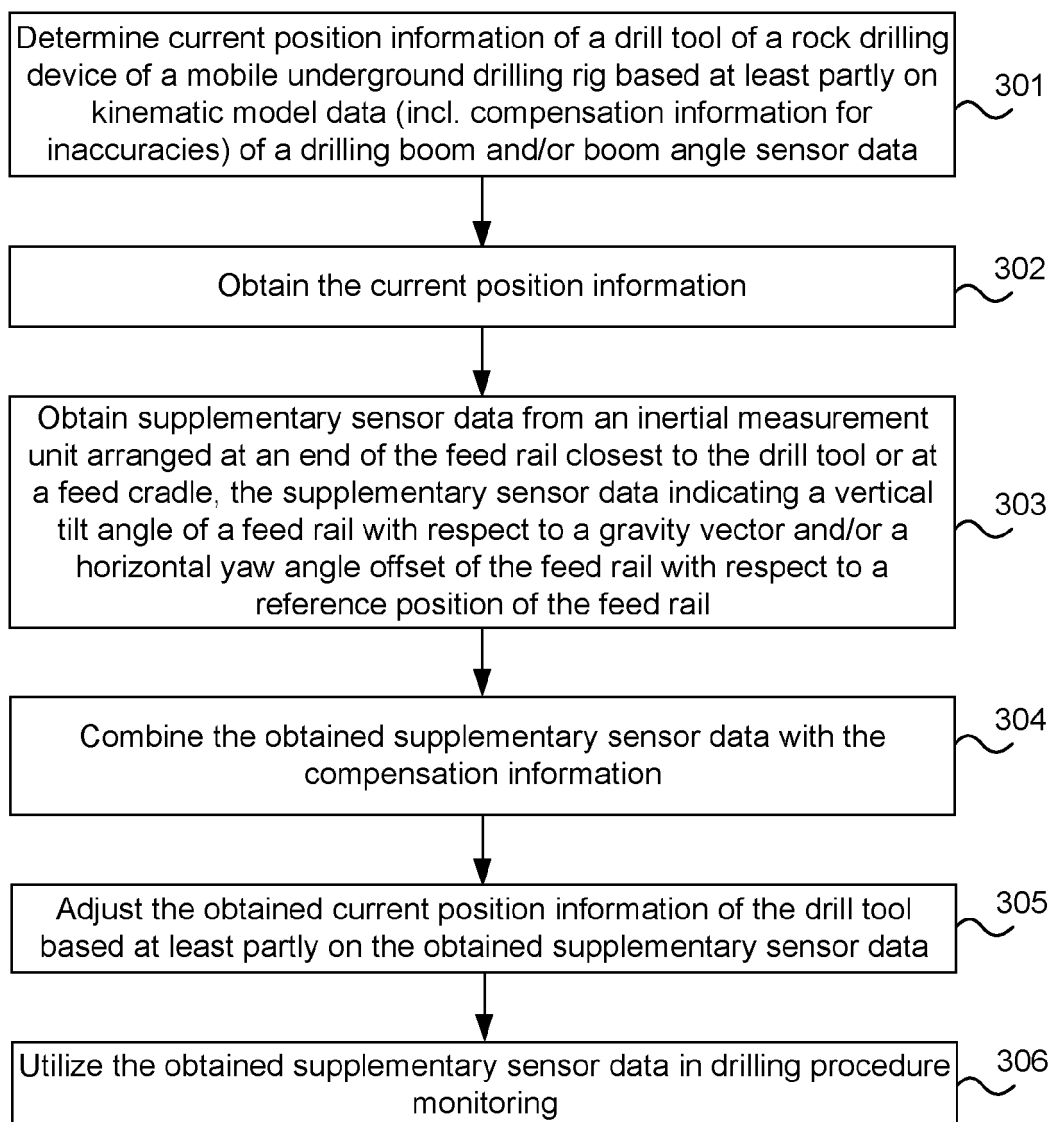 Determine current position information of a drill tool of a rock drilling
device of a mobile underground drilling rig based at least partly on
kinematic model data (incl. compensation information for
inaccuracies) of a drilling boom and/or boom angle sensor data
301
Obtain the current position information
302
Obtain supplementary sensor data from an inertial measurement
unit arranged at an end of the feed rail closest to the drill tool or at
a feed cradle, the supplementary sensor data indicating a vertical
tilt angle of a feed rail with respect to a gravity vector and/or a
horizontal yaw angle offset of the feed rail with respect to a
reference position of the feed rail
303
Combine the obtained supplementary sensor data with the
compensation information
304
Adjust the obtained current position information of the drill tool
based at least partly on the obtained supplementary sensor data
305
Utilize the obtained supplementary sensor data in drilling procedure
monitoring
306